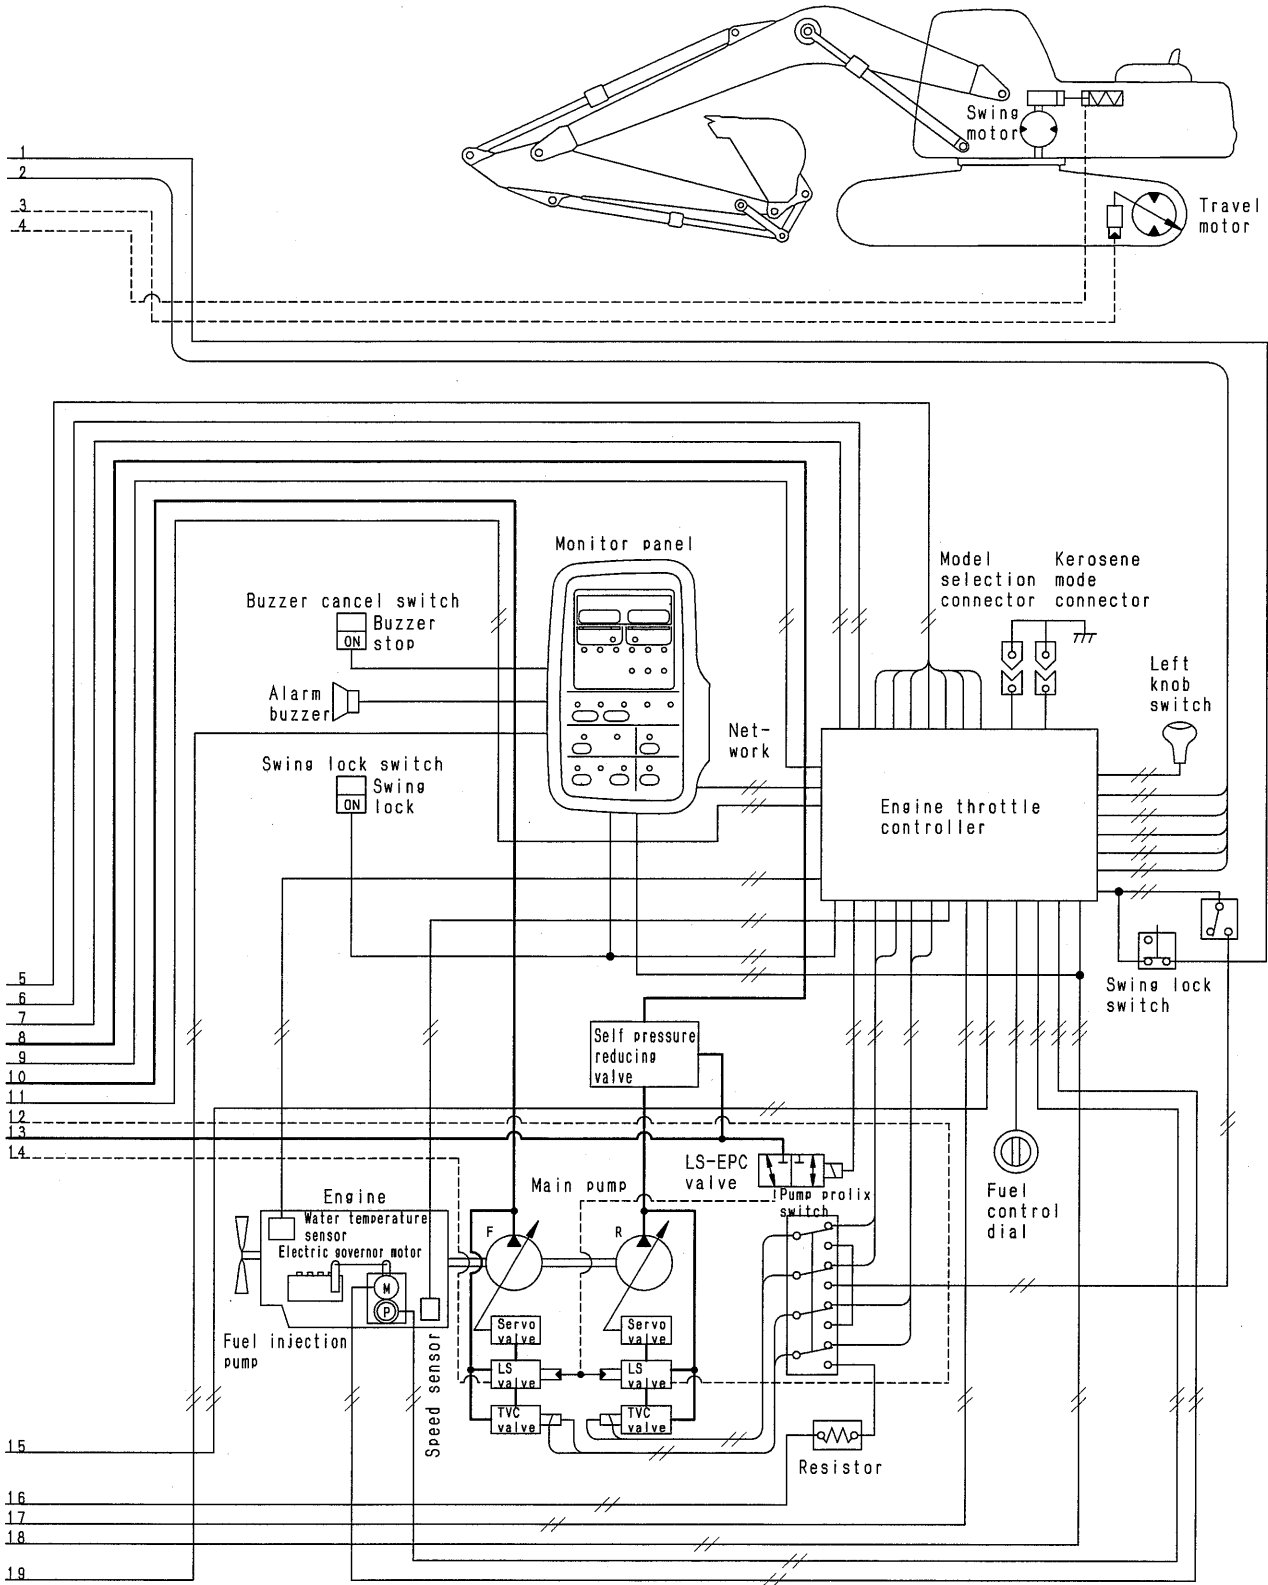 Swing
motor
1
2
3
4
Travel
motor
Monitor panel
Model
selection
connector
Kerosene
mode
connector
Buzzer cancel switch
Buzzer
stop
ON
Left
knob
switch
Alarm
buzzer
Net-
work
Swing lock switch
Swing
lock
ON
Engine throttle
controller
5
6
7
8
9
10
11
12
13
14
Swing lock
switch
Self pressure
reducing
valve
LS-EPC
valve
Main pump
Pump prolix
switch
Fuel
control
dial
Engine
Water temperature
sensor
Electric governor motor
F
R
M
P
Servo
valve
Servo
valve
Fuel injection
pump
LS
valve
LS
valve
Speed sensor
TVC
valve
TVC
valve
15
Resistor
16
17
18
19